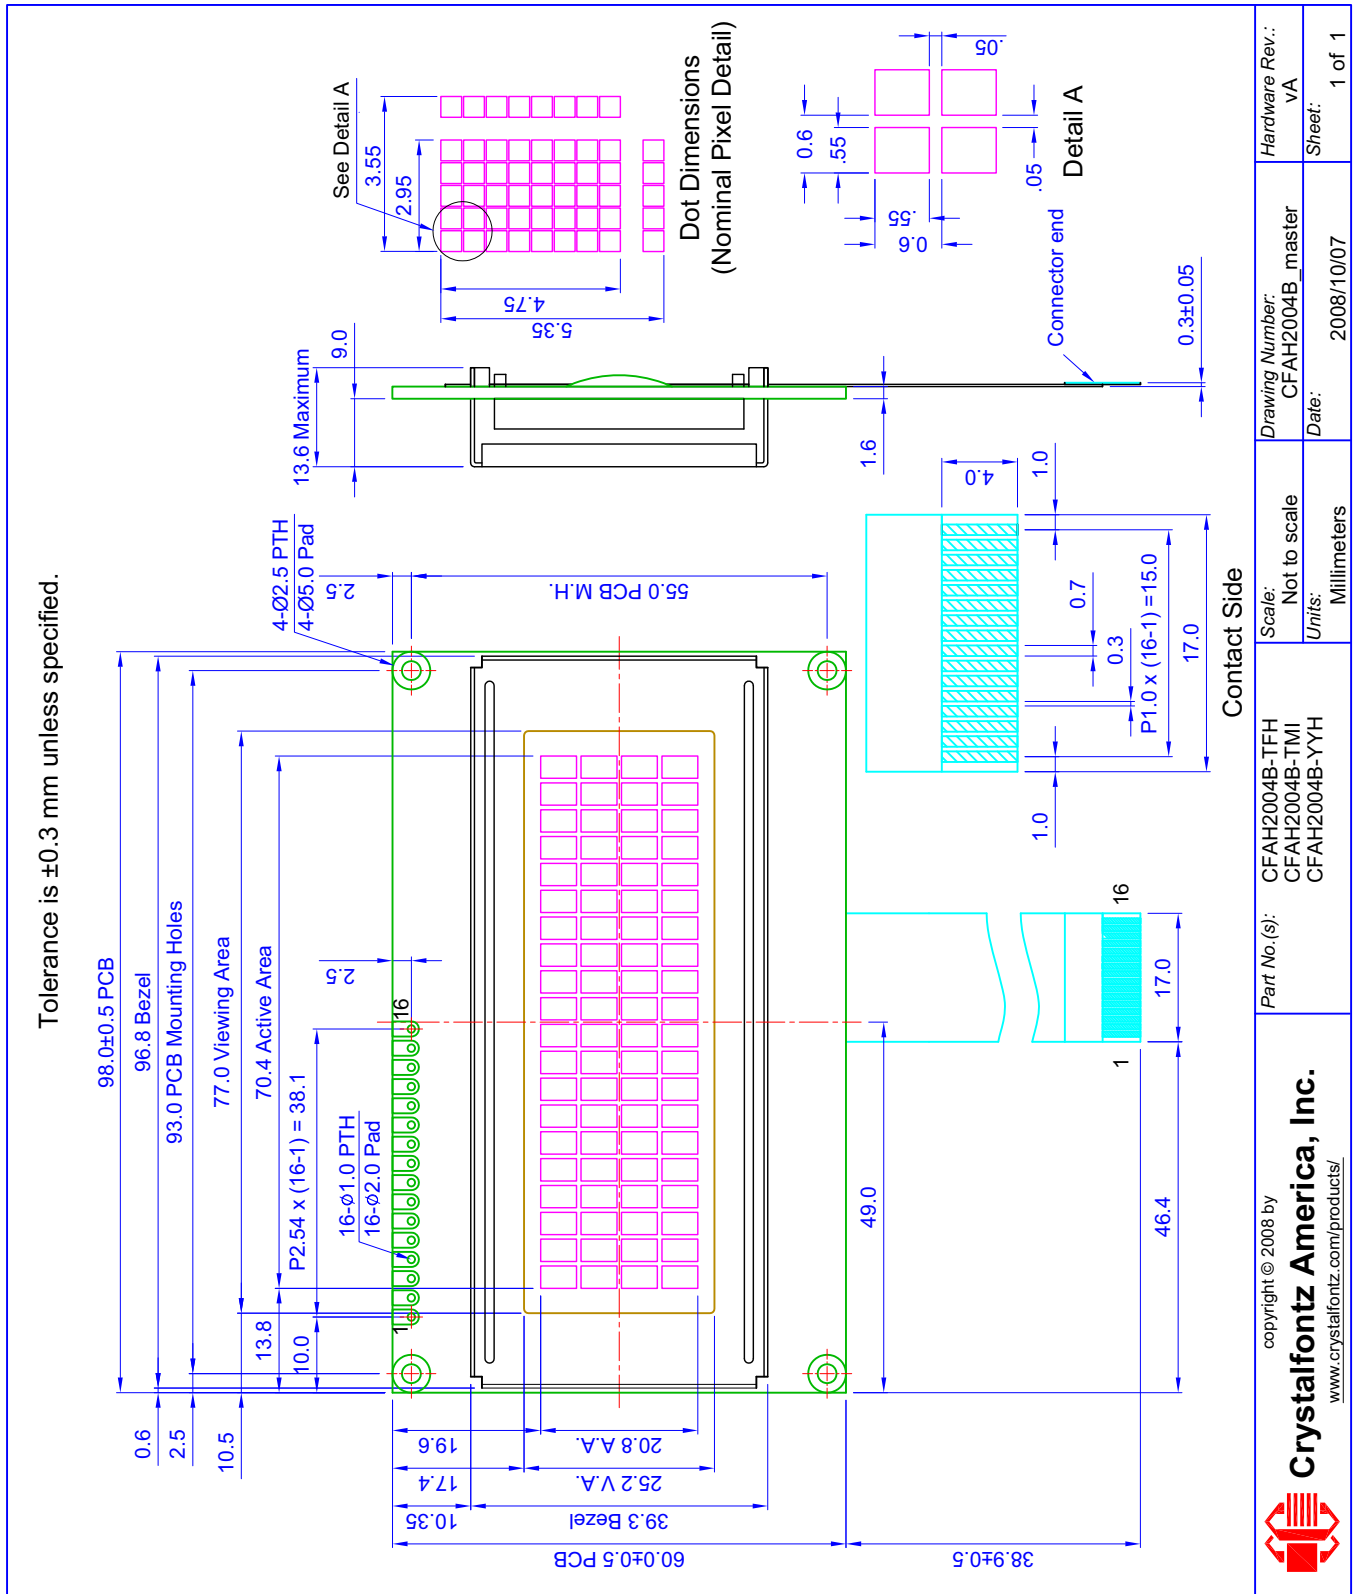 Tolerance is ±0.3 mm unless specified.
98.0±0.5 PCB
96.8 Bezel
93.0 PCB Mounting Holes
77.0 Viewing Area
70.4 Active Area
P2.54 x (16-1) = 38.1
16-Ø1.0 PTH
16-Ø2.0 Pad
0.6
2.5
10.5
13.8
10.0
1
16
2.5
4-Ø2.5 PTH
4-Ø5.0 Pad
2.5
55.0 PCB M.H.
19.6
20.8 A.A.
17.4
25.2 V.A.
10.35
39.3 Bezel
60.0±0.5 PCB
38.9±0.5
49.0
46.4
17.0
1
16
13.6 Maximum
9.0
1.6
Connector end
0.3±0.05
See Detail A
3.55
2.95
4.75
5.35
Dot Dimensions
(Nominal Pixel Detail)
0.6
.55
.55
0.6
.05
.05
Detail A
4.0
1.0
0.7
0.3
P1.0 x (16-1) =15.0
17.0
1.0
Contact Side
copyright © 2008 by
Crystalfontz America, Inc.
www.crystalfontz.com/products/
Part No.(s):
CFAH2004B-TFH
CFAH2004B-TMI
CFAH2004B-YYH
Scale:
Not to scale
Units:
Millimeters
Drawing Number:
CFAH2004B_master
Date:
2008/10/07
Hardware Rev.:
vA
Sheet:
1 of 1